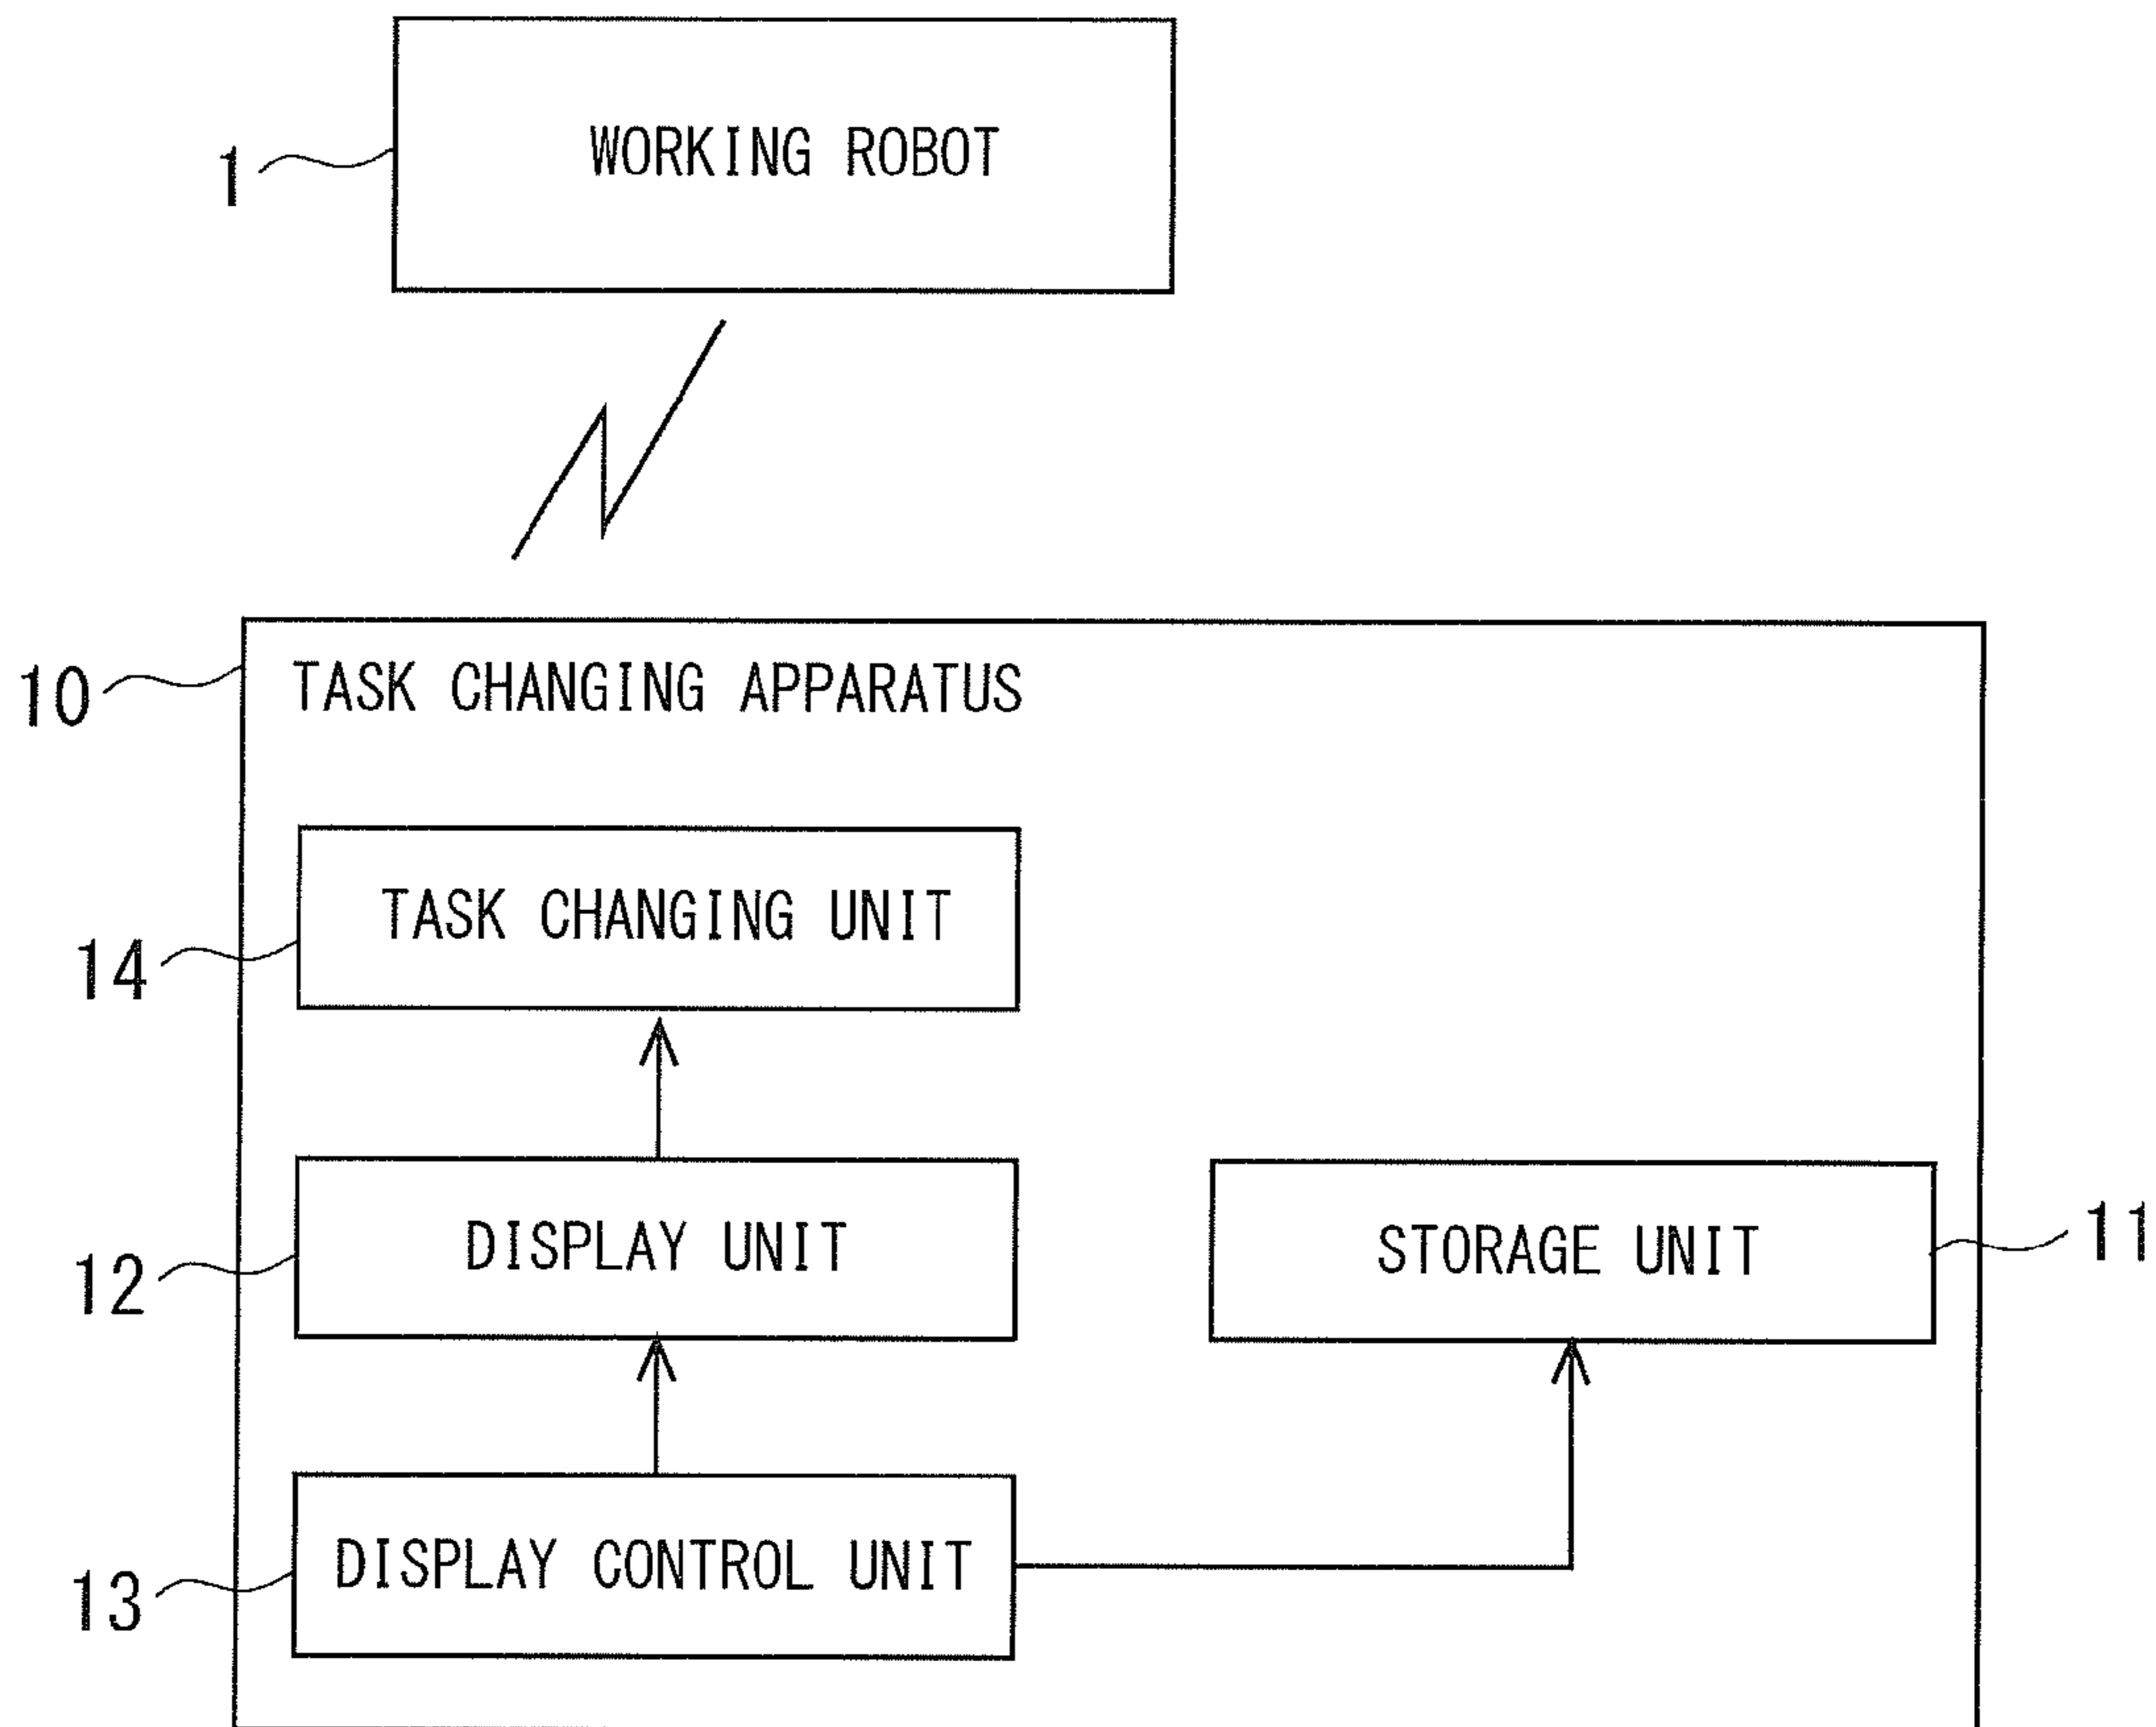 WORKING ROBOT
1
10
TASK CHANGING APPARATUS
TASK CHANGING UNIT
14
DISPLAY UNIT
12
STORAGE UNIT
11
DISPLAY CONTROL UNIT
13